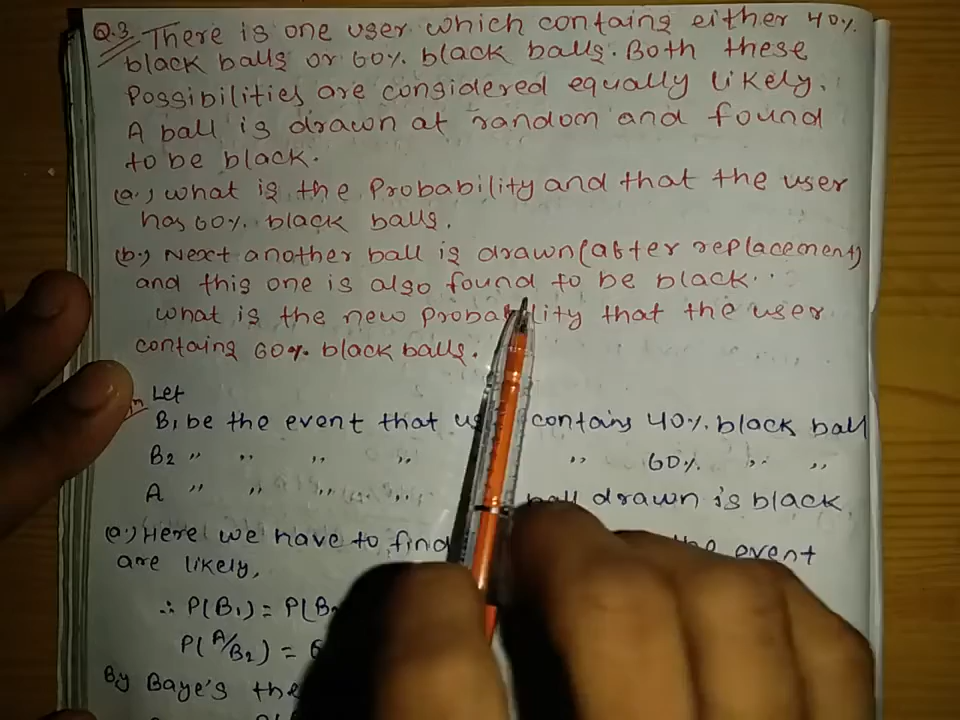 Q.3 There is one user which contains either 40%
black balls or 60% black balls. Both these
Possibilities are considered equally likely.
A ball is drawn at random and found
to be black.
(a.) what is the Probability and that the user
has 60% black balls.
(b.) Next another ball is drawn (after replacement)
and this one is also found to be black.
what is the new probability that the user
contains 60% black balls.
Let
B1 be the event that contains 40% black ball
B2 " " " " " 60% " "
A " " " " ball drawn is black
(a.) Here we have to find the event
are likely,
∴ P(B1) = P(B
P(A/B2) =
By Baye's the